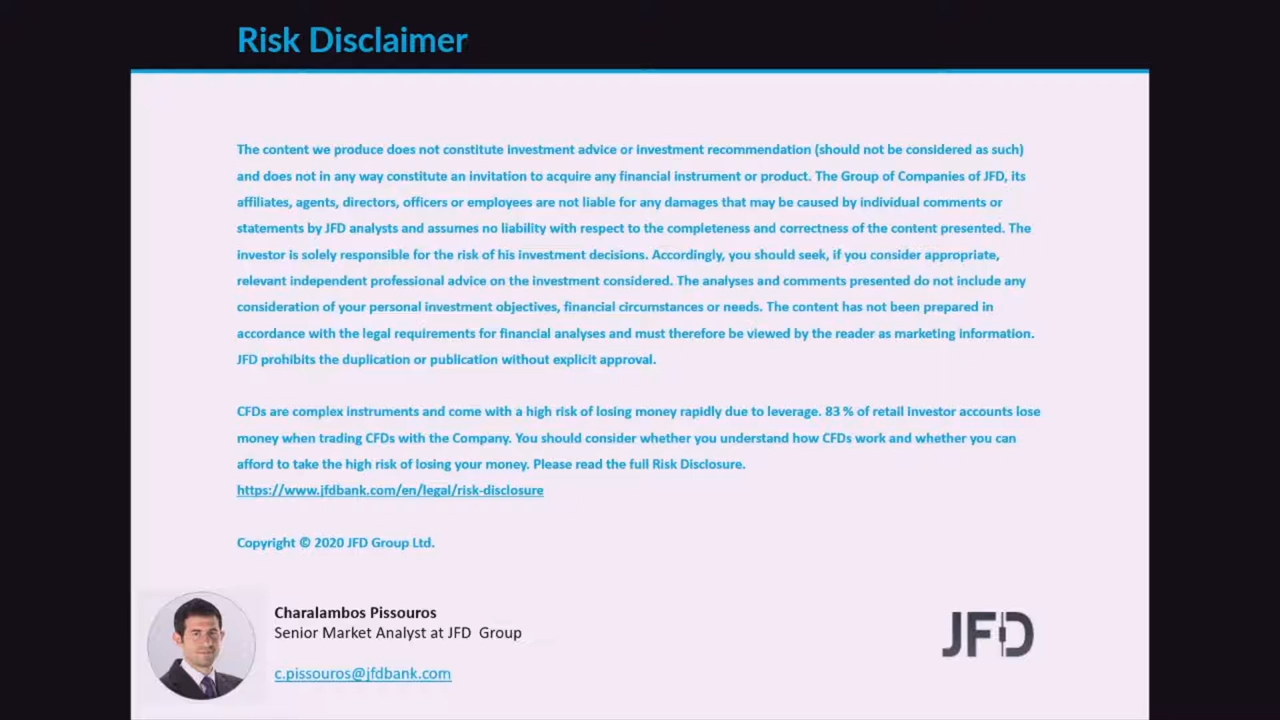 Risk Disclaimer
The content we produce does not constitute investment advice or investment recommendation (should not be considered as such)
and does not in any way constitute an invitation to acquire any financial instrument or product. The Group of Companies of JFD, its
affiliates, agents, directors, officers or employees are not liable for any damages that may be caused by individual comments or
statements by JFD analysts and assumes no liability with respect to the completeness and correctness of the content presented. The
investor is solely responsible for the risk of his investment decisions. Accordingly, you should seek, if you consider appropriate,
relevant independent professional advice on the investment considered. The analyses and comments presented do not include any
consideration of your personal investment objectives, financial circumstances or needs. The content has not been prepared in
accordance with the legal requirements for financial analyses and must therefore be viewed by the reader as marketing information.
JFD prohibits the duplication or publication without explicit approval.
CFDs are complex instruments and come with a high risk of losing money rapidly due to leverage. 83 % of retail investor accounts lose
money when trading CFDs with the Company. You should consider whether you understand how CFDs work and whether you can
afford to take the high risk of losing your money. Please read the full Risk Disclosure.
https://www.jfdbank.com/en/legal/risk-disclosure
Copyright © 2020 JFD Group Ltd.
Charalambos Pissouros
Senior Market Analyst at JFD  Group
c.pissouros@jfdbank.com
JFD